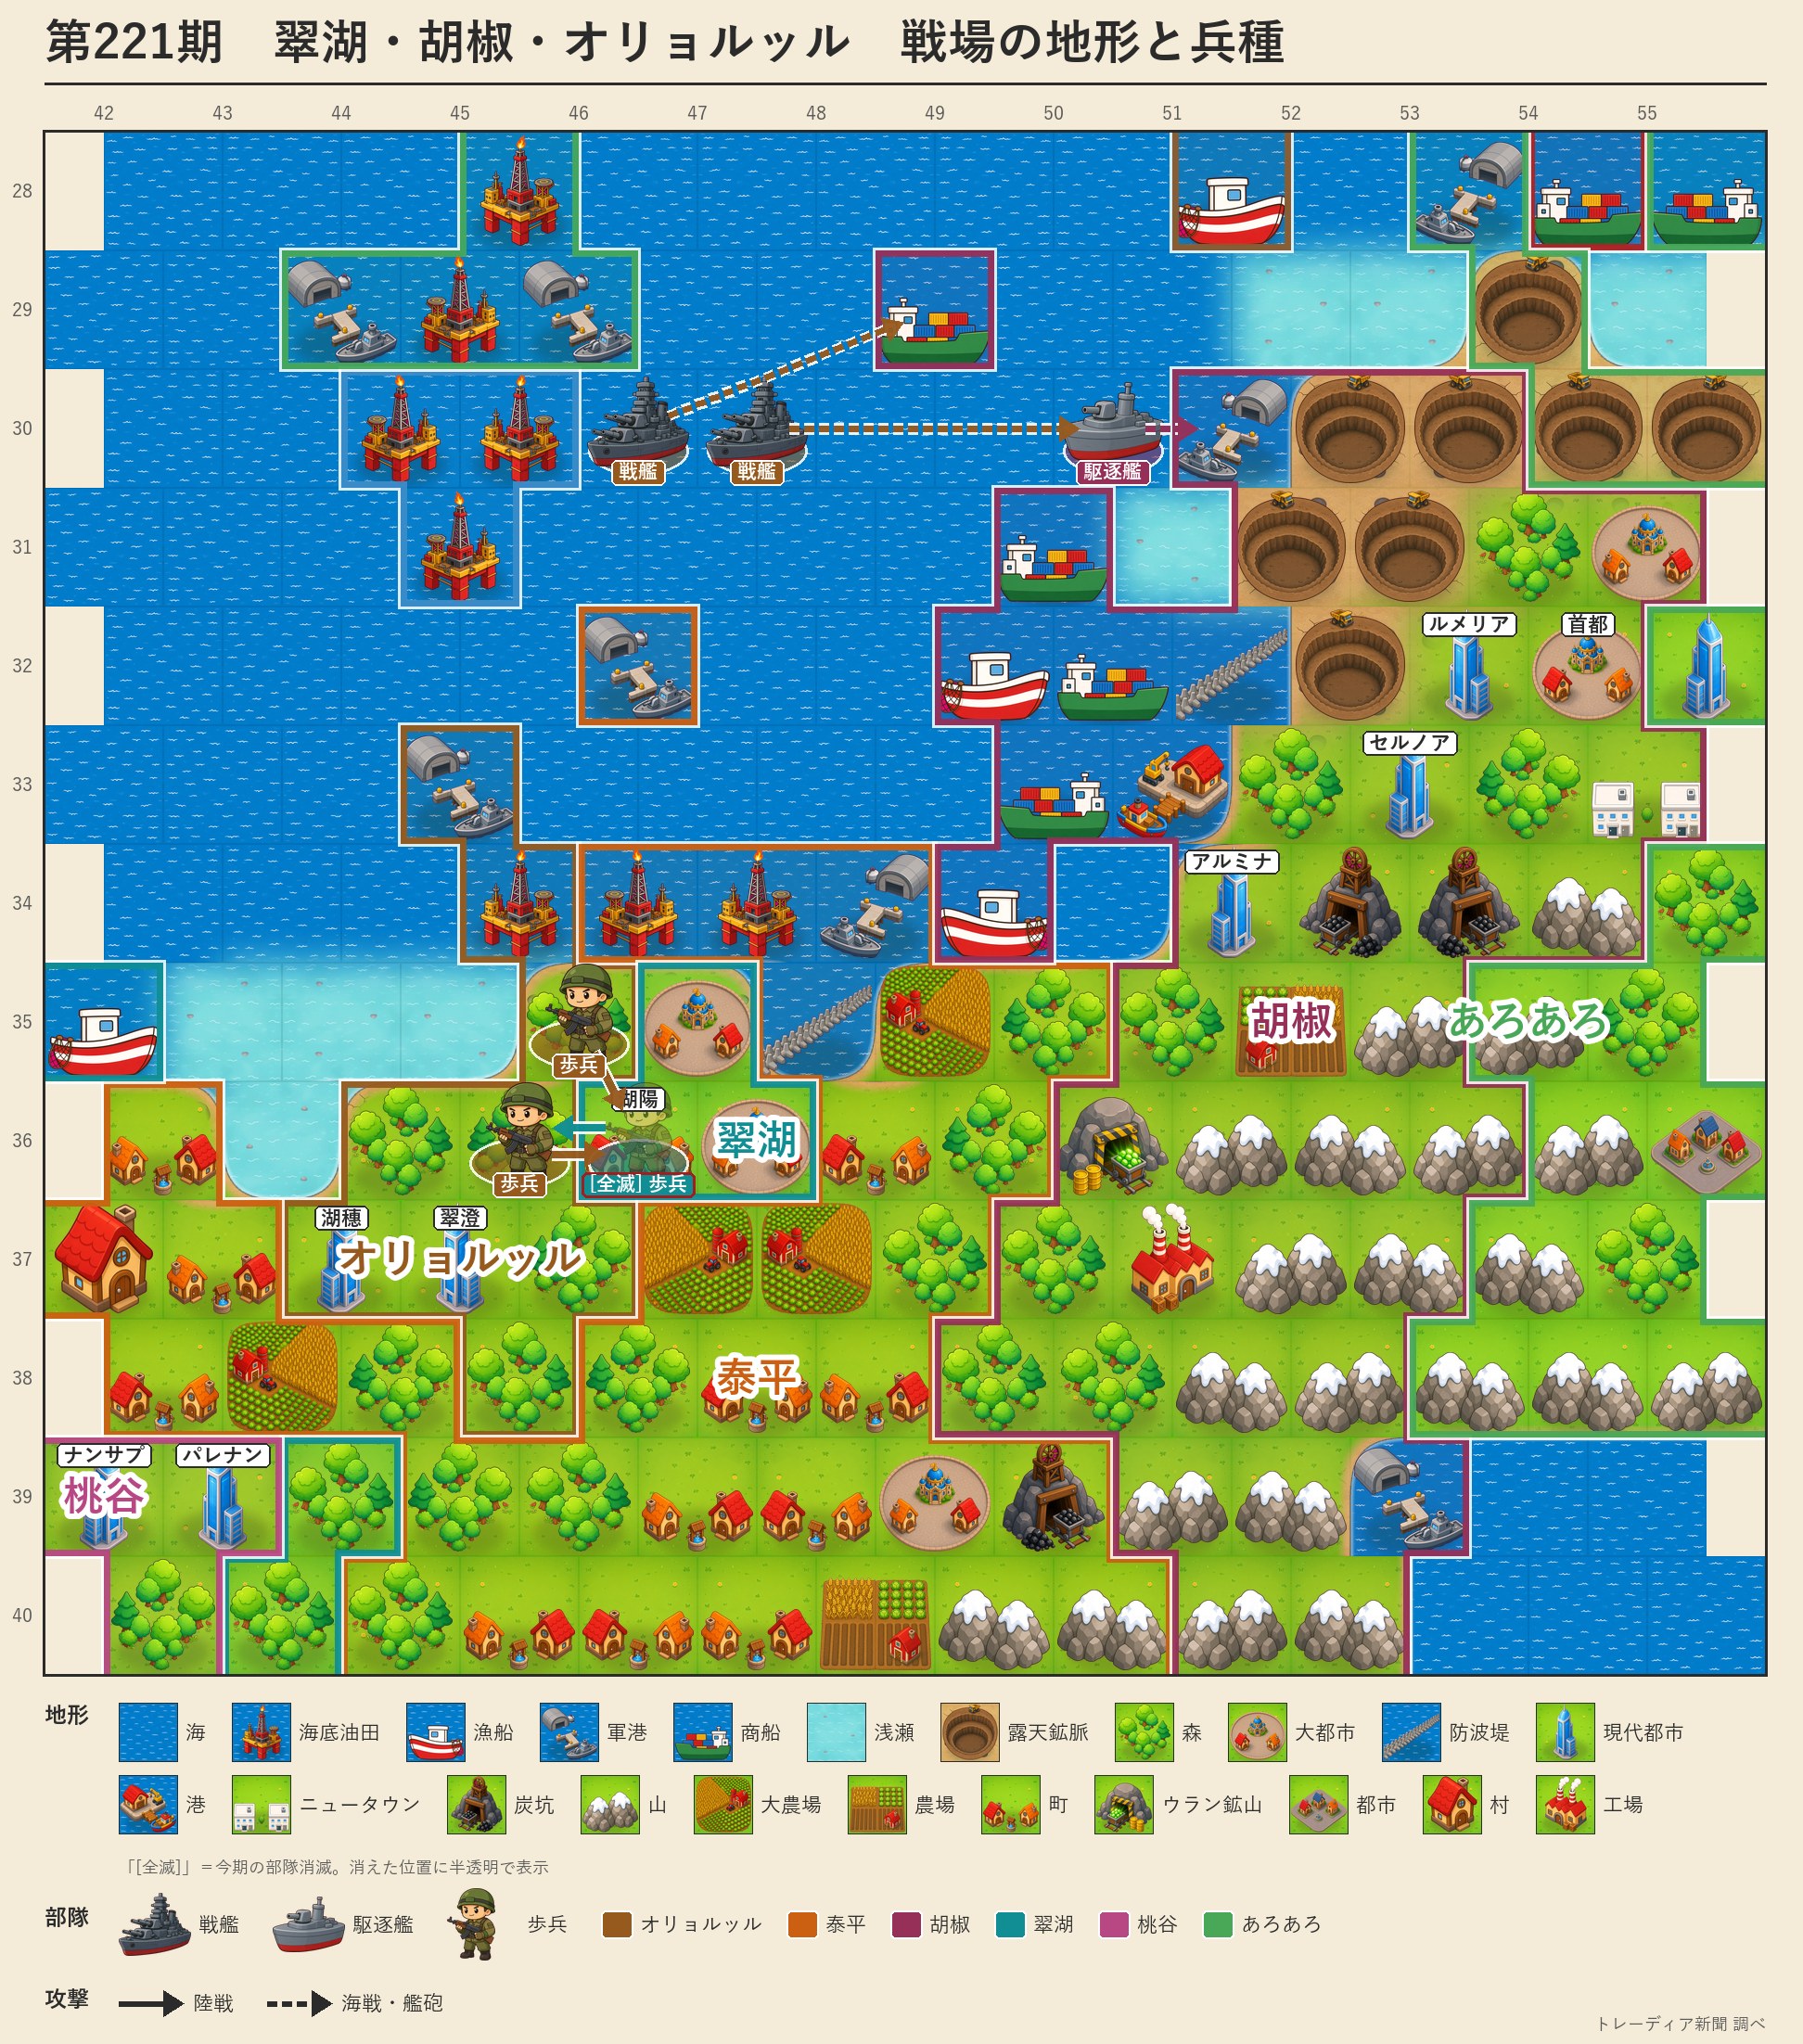 第221期　翠湖・胡椒・オリョルッル　戦場の地形と兵種
42 43 44 45 46 47 48 49 50 51 52 53 54 55
28
29
30
戦艦 戦艦 駆逐艦
31
32
ルメリア 首都
33
セルノア
34
アルミナ
35
胡椒 あろあろ
歩兵
36
湖陽
翠湖
歩兵 [全滅] 歩兵
37
湖穂 翠澄
オリョルッル
38
泰平
39
ナンサプ パレナン
桃谷
40
地形 海 海底油田 漁船 軍港 商船 浅瀬 露天鉱脈 森 大都市 防波堤 現代都市
港 ニュータウン 炭坑 山 大農場 農場 町 ウラン鉱山 都市 村 工場
「[全滅]」＝今期の部隊消滅。消えた位置に半透明で表示
部隊 戦艦 駆逐艦 歩兵 オリョルッル 泰平 胡椒 翠湖 桃谷 あろあろ
攻撃 陸戦 海戦・艦砲
トレーディア新聞 調べ